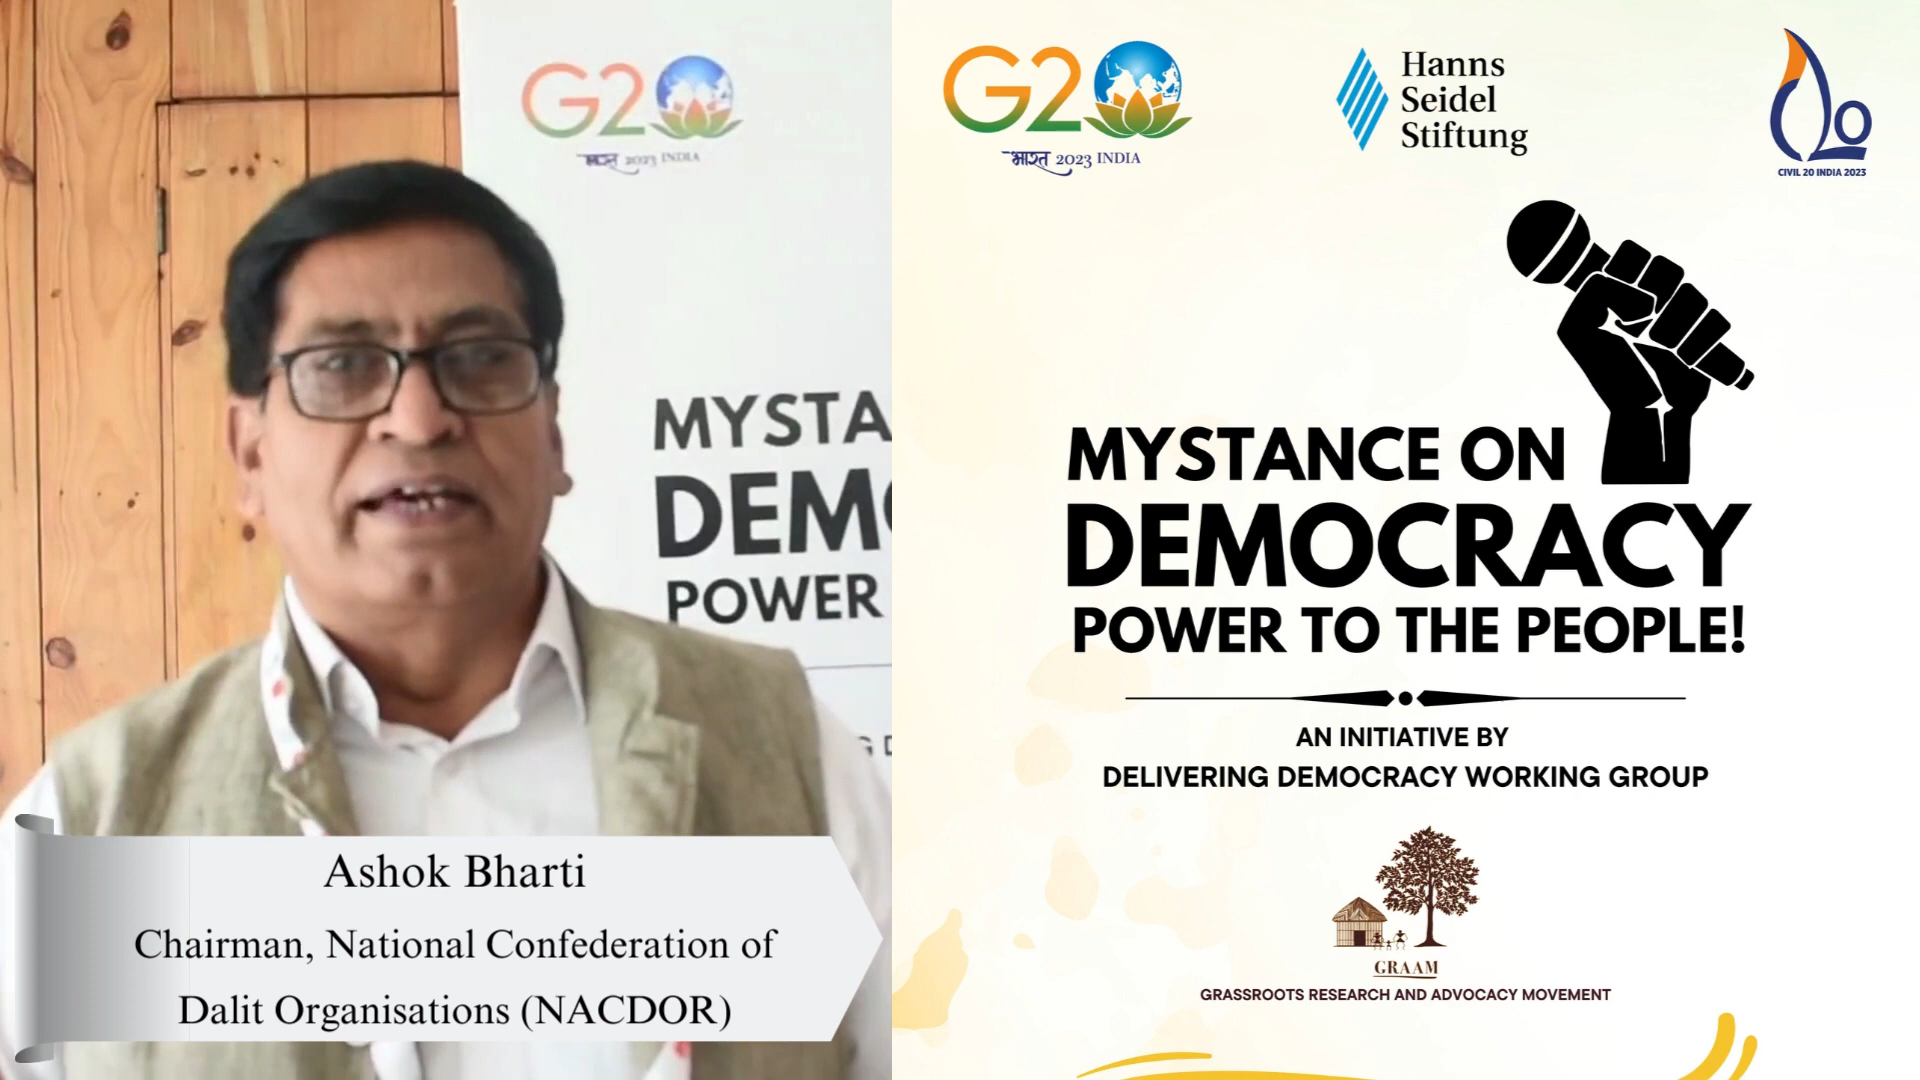 G20
भारत 2023 INDIA
MYSTA
DEMO
POWER
Ashok Bharti
Chairman, National Confederation of
Dalit Organisations (NACDOR)
G20
भारत 2023 INDIA
Hanns
Seidel
Stiftung
CIVIL 20 INDIA 2023
MYSTANCE ON
DEMOCRACY
POWER TO THE PEOPLE!
AN INITIATIVE BY
DELIVERING DEMOCRACY WORKING GROUP
GRAAM
GRASSROOTS RESEARCH AND ADVOCACY MOVEMENT